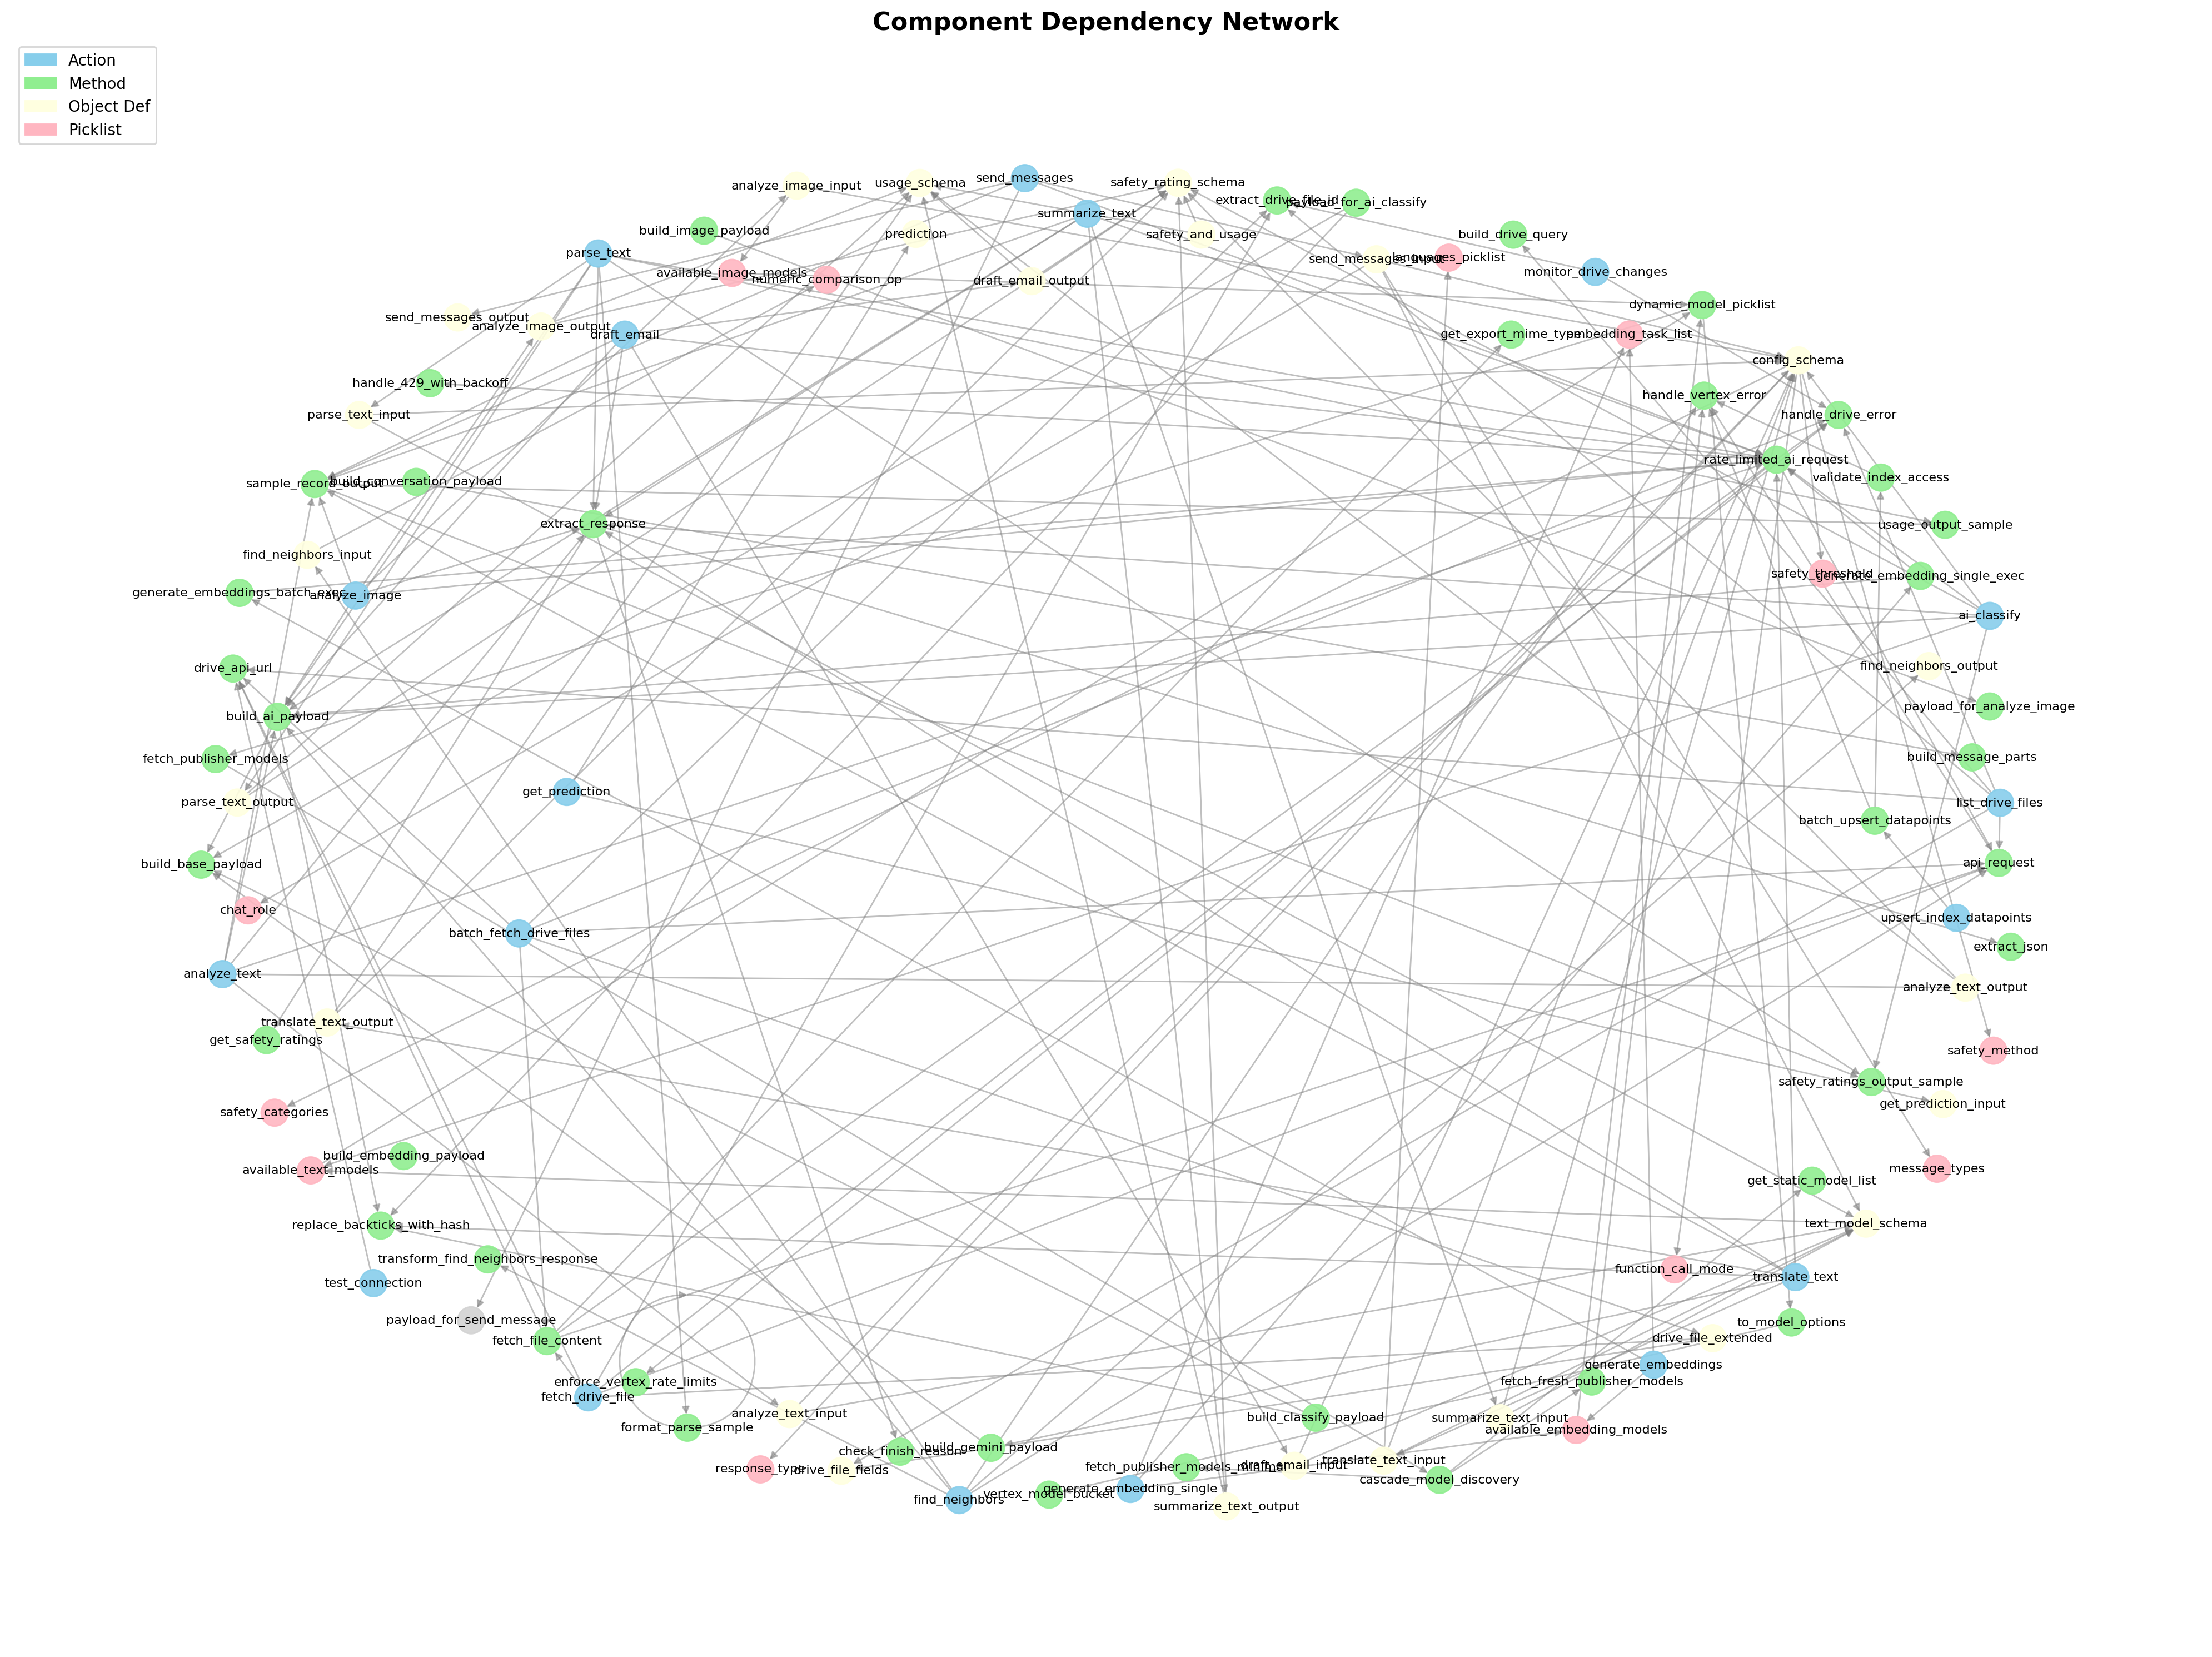 Component Dependency Network
Action
Method
Object Def
Picklist
send_messages
analyze_image_input
usage_schema
safety_rating_schema
extract_drive_file_id
payload_for_ai_classify
summarize_text
build_image_payload
prediction
safety_and_usage
build_drive_query
parse_text
send_messages_input
languages_picklist
available_image_models
numeric_comparison_op
draft_email_output
monitor_drive_changes
dynamic_model_picklist
send_messages_output
analyze_image_output
draft_email
get_export_mime_type
embedding_task_list
config_schema
handle_429_with_backoff
handle_vertex_error
parse_text_input
handle_drive_error
rate_limited_ai_request
sample_record_output
build_conversation_payload
validate_index_access
extract_response
usage_output_sample
find_neighbors_input
safety_threshold
generate_embedding_single_exec
generate_embeddings_batch_exec
analyze_image
ai_classify
drive_api_url
find_neighbors_output
build_ai_payload
payload_for_analyze_image
fetch_publisher_models
build_message_parts
get_prediction
parse_text_output
list_drive_files
batch_upsert_datapoints
build_base_payload
api_request
chat_role
upsert_index_datapoints
batch_fetch_drive_files
extract_json
analyze_text
analyze_text_output
translate_text_output
get_safety_ratings
safety_method
safety_ratings_output_sample
get_prediction_input
safety_categories
build_embedding_payload
available_text_models
message_types
get_static_model_list
replace_backticks_with_hash
text_model_schema
transform_find_neighbors_response
function_call_mode
test_connection
translate_text
payload_for_send_message
to_model_options
fetch_file_content
drive_file_extended
generate_embeddings
enforce_vertex_rate_limits
fetch_fresh_publisher_models
fetch_drive_file
analyze_text_input
build_classify_payload
summarize_text_input
format_parse_sample
available_embedding_models
check_finish_reason
build_gemini_payload
translate_text_input
response_type
drive_file_fields
fetch_publisher_models_minimal
draft_email_input
cascade_model_discovery
find_neighbors
vertex_model_bucket
generate_embedding_single
summarize_text_output